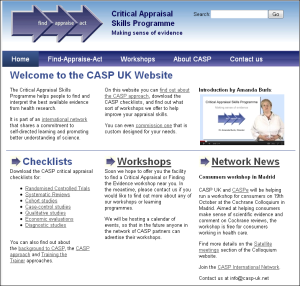 find appraise act
Critical Appraisal
Skills Programme
Making sense of evidence
Search: Go
Home Find-Appraise-Act Workshops About CASP Contact us
Welcome to the CASP UK Website
The Critical Appraisal
Skills Programme
helps people to find and
interpret the best available evidence
from health research.
It is part of an international network
that shares a commitment to
self-directed learning and promoting
better understanding of science.
On this website you can find out about
the CASP approach, download the
CASP checklists, and find out what
sort of workshops we offer to help
improve your appraisal skills.
You can even commission one that is
custom designed for your needs.
Introduction by Amanda Burls
Critical Appraisal Skills Programme
Checklists
Download the CASP critical appraisal
checklists for:
Randomised Controlled Trials
Systematic Reviews
Cohort studies
Case-control studies
Qualitative studies
Economic evaluations
Diagnostic studies
You can also find out about
the background to CASP, the CASP
approach and Training the
Trainer approaches.
Workshops
Soon we hope to offer you the facility
to find a Critical Appraisal or Finding
the Evidence workshop near you. In
the meantime, please contact us if you
would like to find out more about any
of our workshops or learning
programmes.
We will be hosting a calendar of
events, so that in the future anyone in
the network of CASP partners can
advertise their workshops.
Network News
Consumers workshop in Madrid
CASP UK and CASPe will be helping
run a workshop for consumers on 18th
October at the Cochrane Colloquium in
Madrid. Aimed at helping consumers
make sense of scientific evidence and
comment on Cochrane reviews, the
workshop is free for consumers
working in health care.
Find more details on the Satellite
meetings section of the Colloquium
website.
Join the CASP International Network
Contact us at info@casp-uk.net